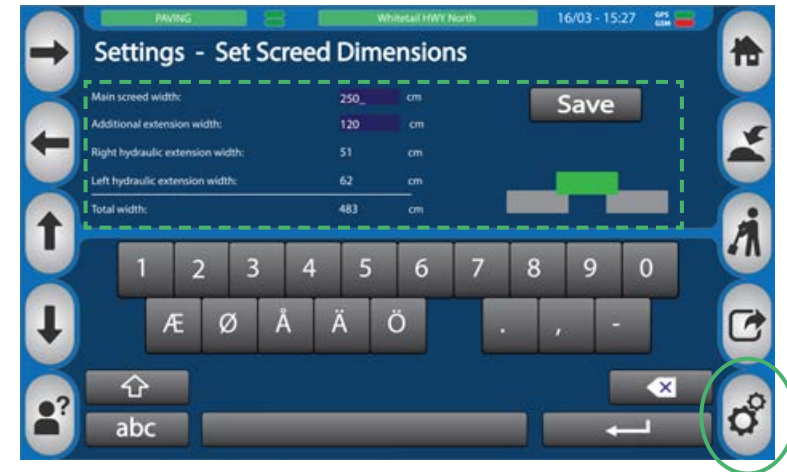 PAVING Whitetail HWY North 16/03 - 15:27 GPS
GSM
Settings - Set Screed Dimensions
Main screed width: 250_ cm
Save
Additional extension width: 120 cm
Right hydraulic extension width: 51 cm
Left hydraulic extension width: 62 cm
Total width: 483 cm
1 2 3 4 5 6 7 8 9 0
Æ Ø Å Ä Ö . , -
?
abc